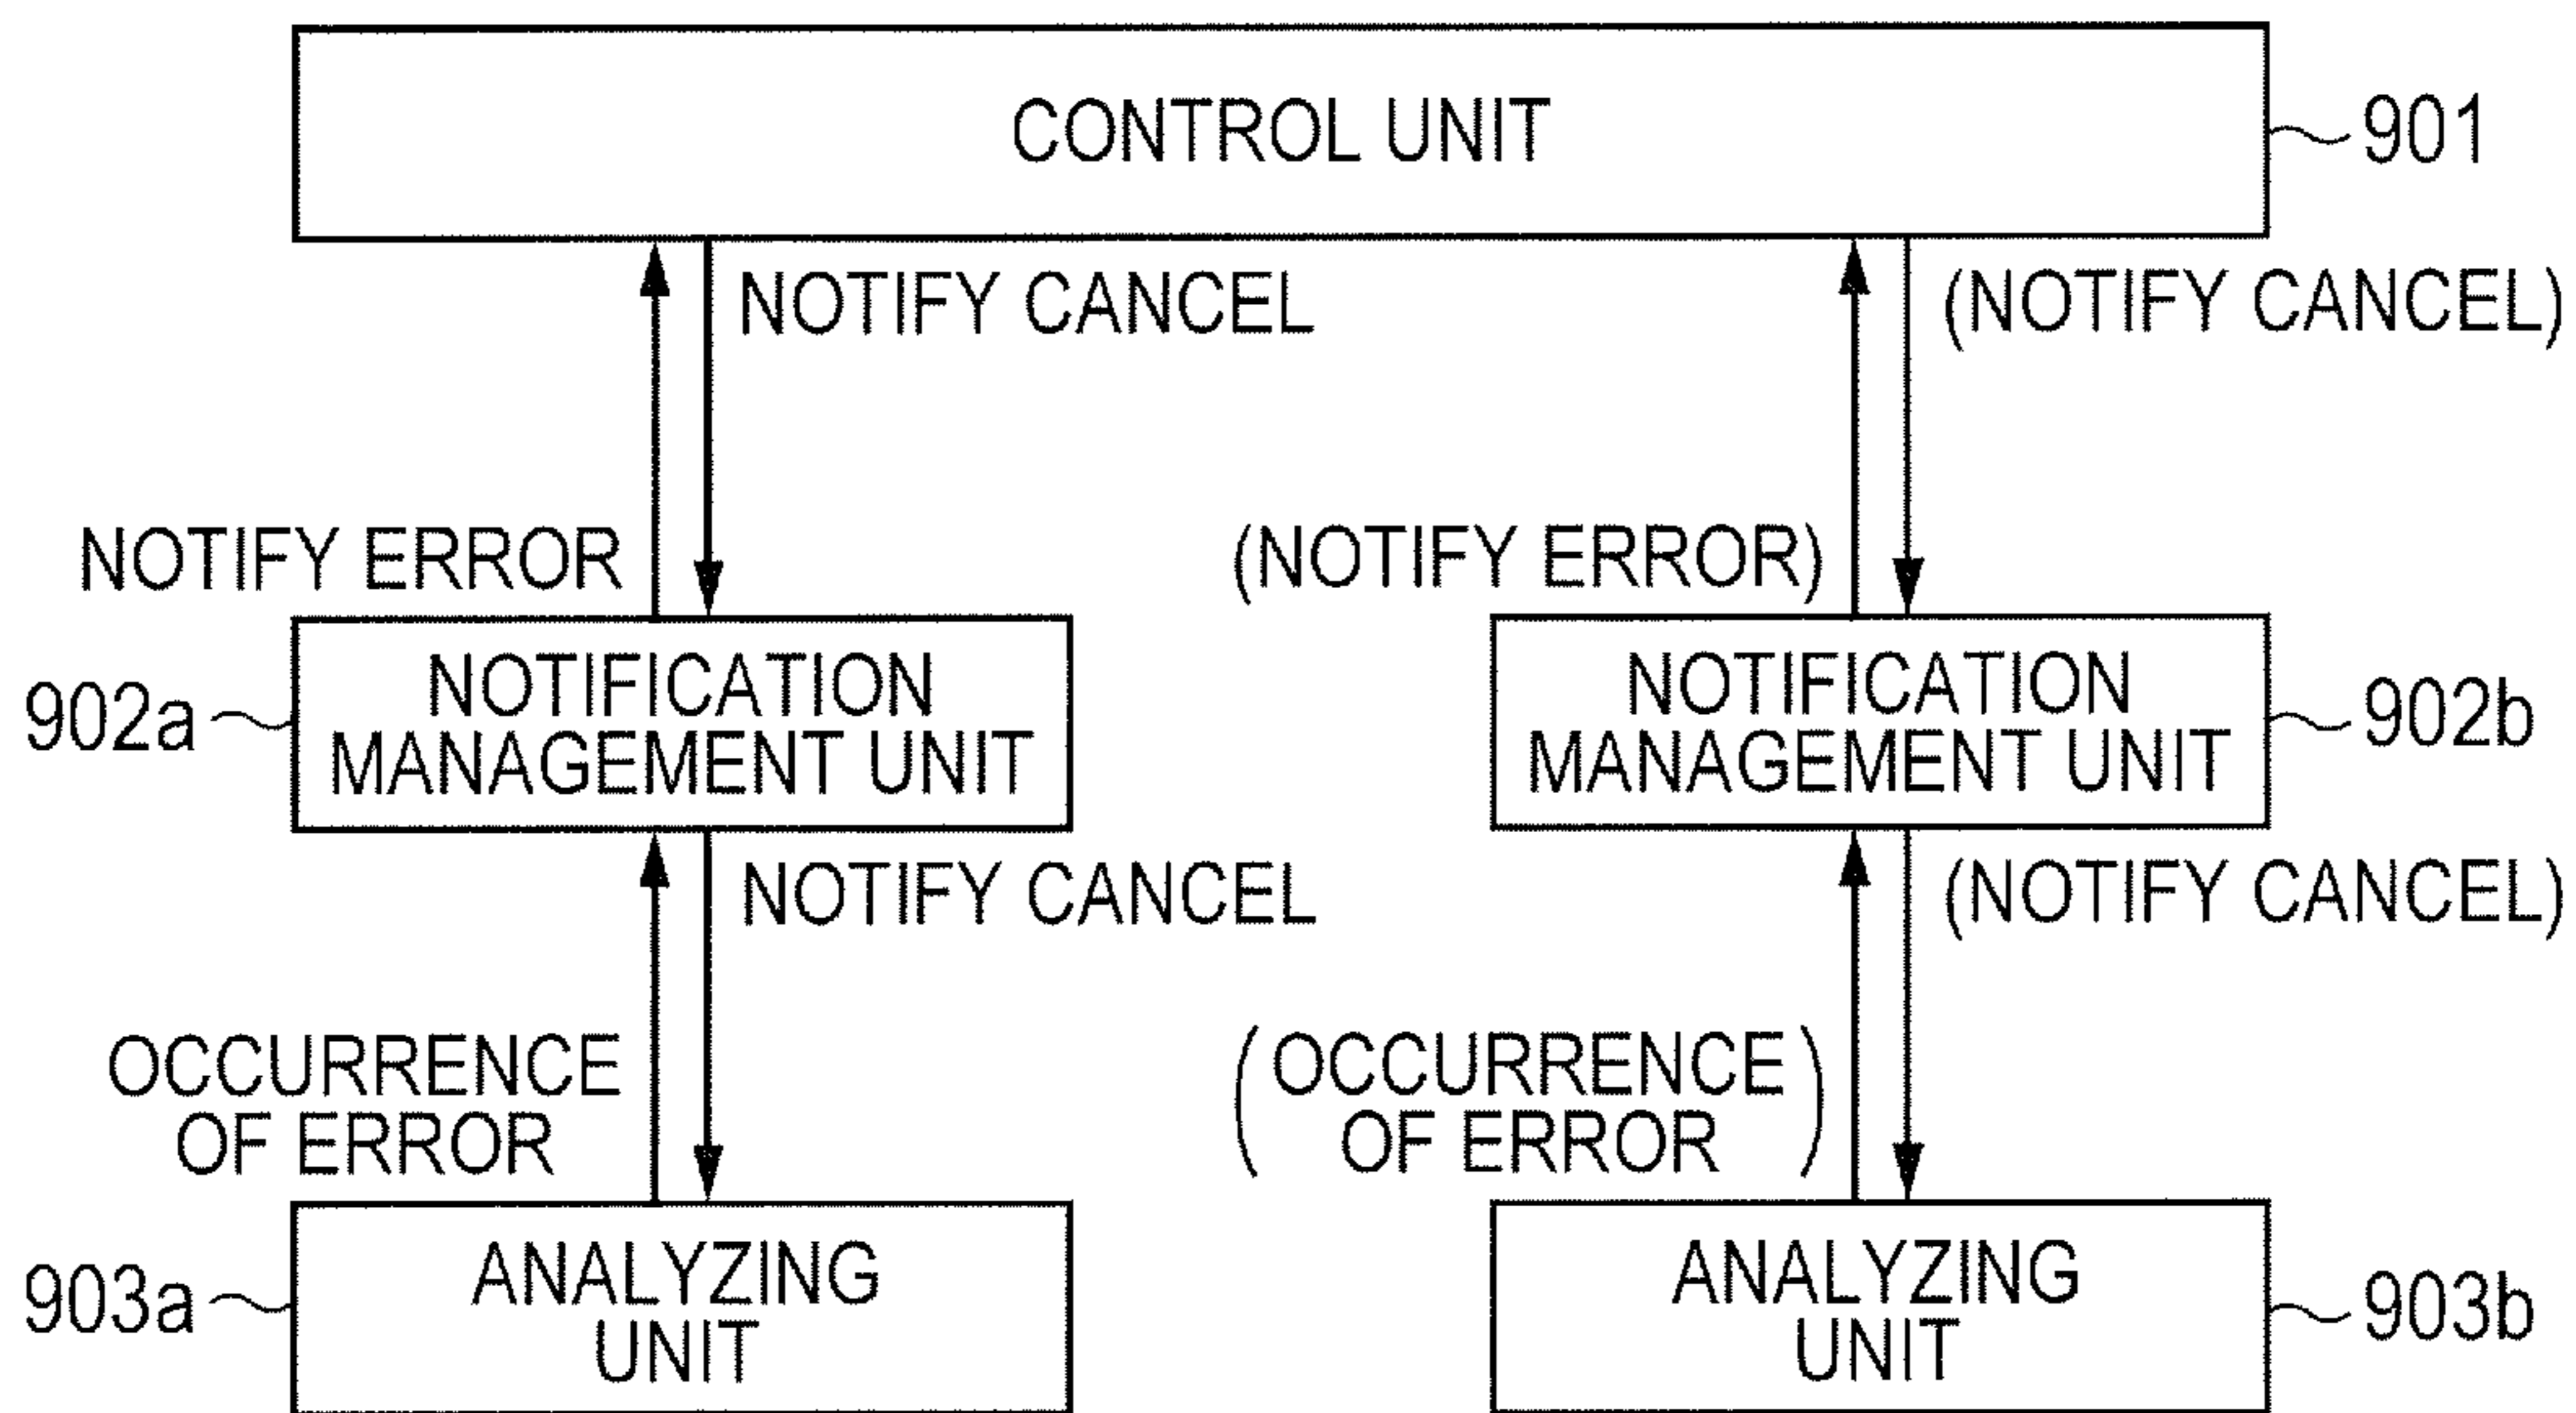 CONTROL UNIT
901
NOTIFY CANCEL
(NOTIFY CANCEL)
NOTIFY ERROR
(NOTIFY ERROR)
902a
NOTIFICATION
MANAGEMENT UNIT
NOTIFICATION
MANAGEMENT UNIT
902b
NOTIFY CANCEL
(NOTIFY CANCEL)
OCCURRENCE
OF ERROR
(OCCURRENCE
OF ERROR)
903a
ANALYZING
UNIT
ANALYZING
UNIT
903b